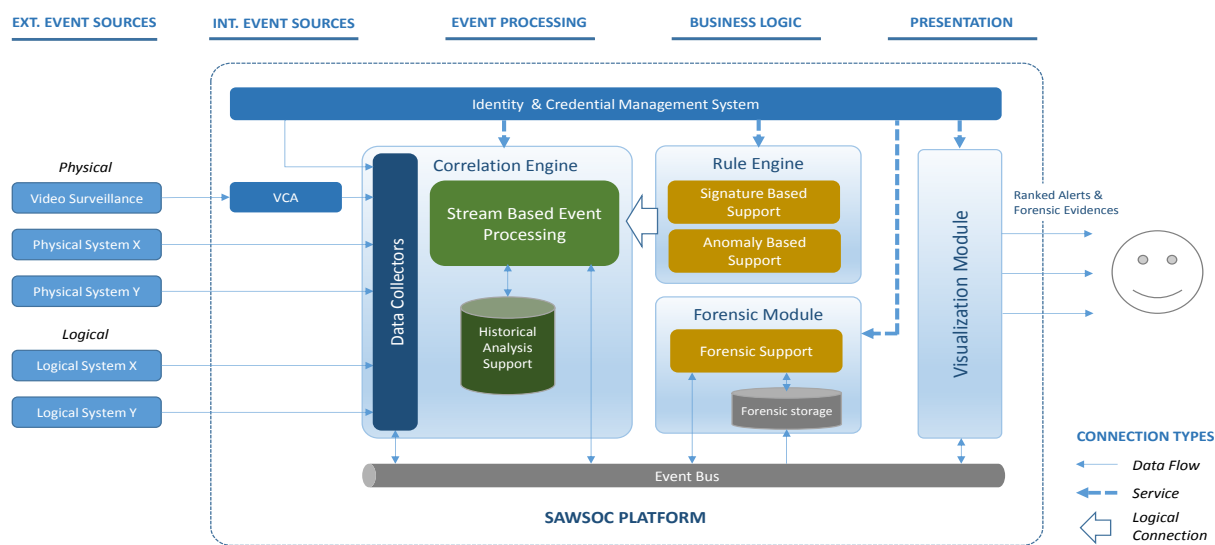 EXT. EVENT SOURCES
INT. EVENT SOURCES
EVENT PROCESSING
BUSINESS LOGIC
PRESENTATION
Identity & Credential Management System
Physical
Video Surveillance
Physical System X
Physical System Y
Logical
Logical System X
Logical System Y
VCA
Data Collectors
Correlation Engine
Stream Based Event
Processing
Historical
Analysis
Support
Rule Engine
Signature Based
Support
Anomaly Based
Support
Forensic Module
Forensic Support
Forensic storage
Visualization Module
Ranked Alerts &
Forensic Evidences
Event Bus
SAWSOC PLATFORM
CONNECTION TYPES
Data Flow
Service
Logical
Connection